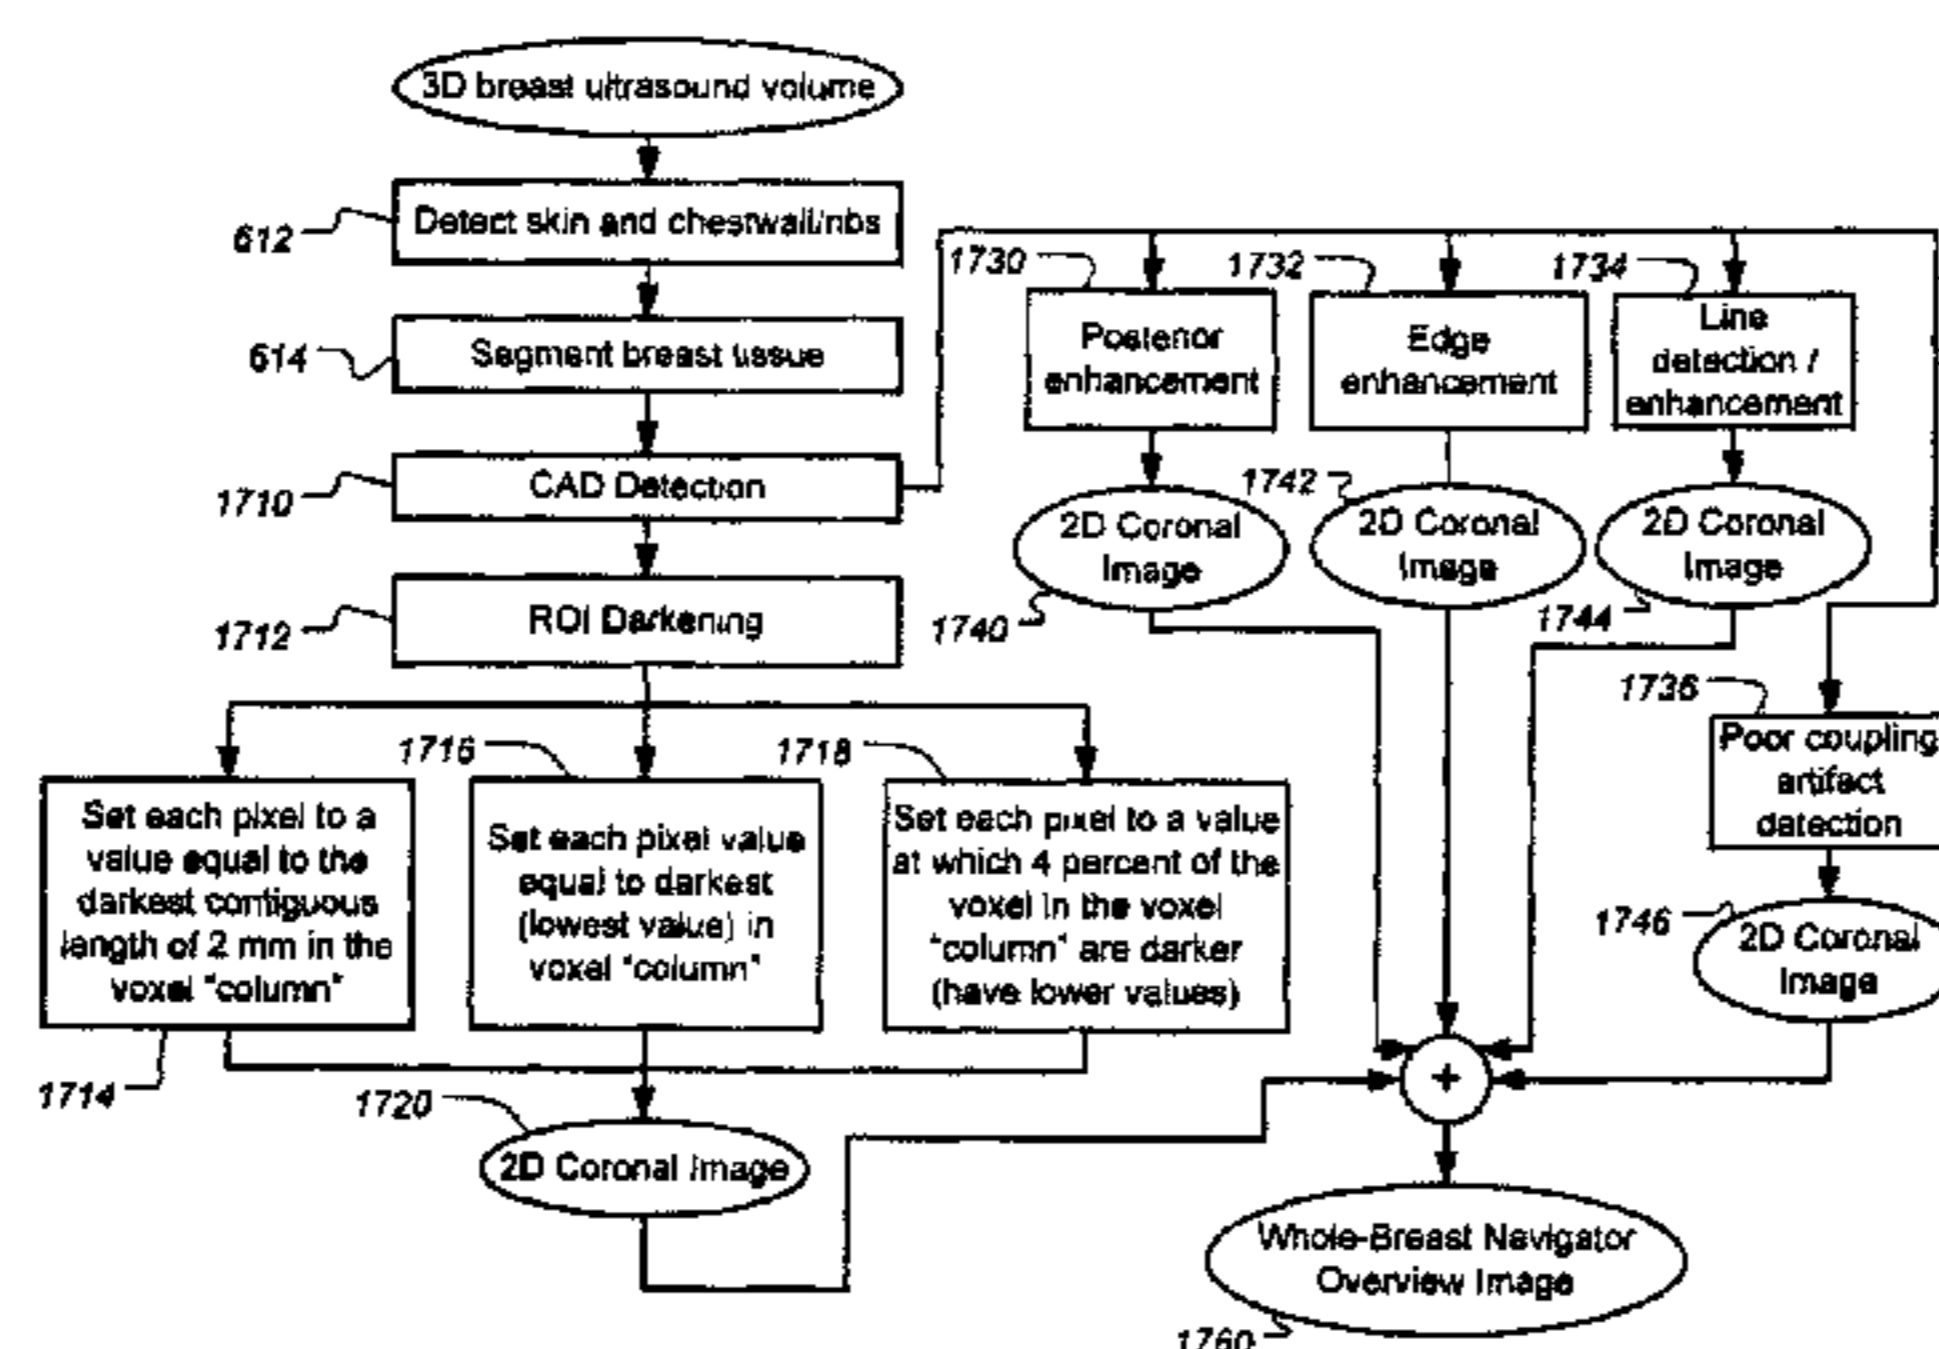 3D breast ultrasound volume
612
Detect skin and chestwall/ribs
614
Segment breast tissue
1710
CAD Detection
1712
ROI Darkening
1714
Set each pixel to a
value equal to the
darkest contiguous
length of 2 mm in the
voxel "column"
1716
Set each pixel value
equal to darkest
(lowest value) in
voxel "column"
1718
Set each pixel to a value
at which 4 percent of the
voxel in the voxel
"column" are darker
(have lower values)
1720
2D Coronal Image
1730
Posterior
enhancement
1732
Edge
enhancement
1734
Line
detection /
enhancement
1740
2D Coronal
Image
1742
2D Coronal
Image
1744
2D Coronal
Image
1736
Poor coupling
artifact
detection
1746
2D Coronal
Image
+
Whole-Breast Navigator
Overview Image
1760